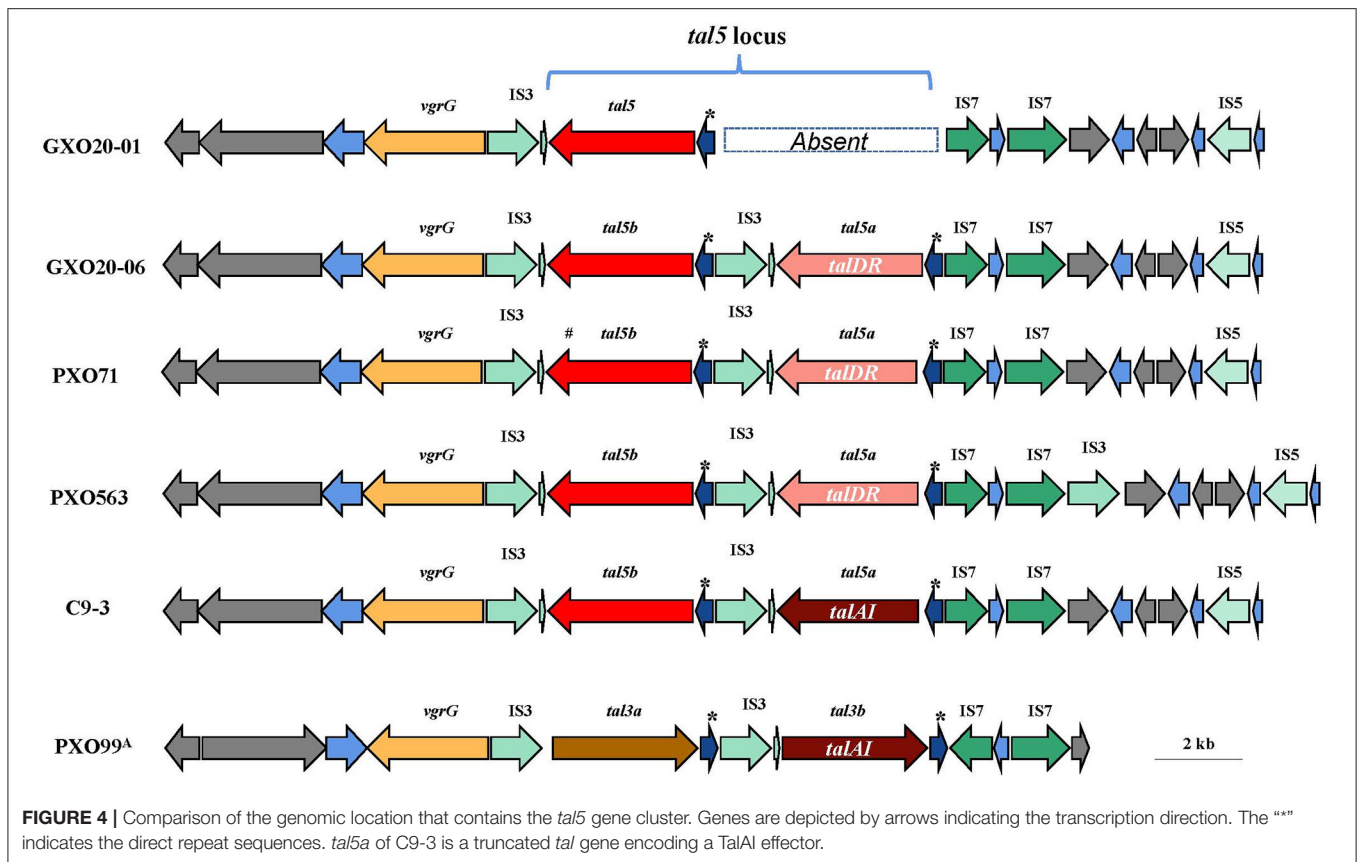 tal5 locus
vgrG IS3 tal5 * IS7 IS7 IS5
GXO20-01 Absent
vgrG IS3 tal5b * IS3 tal5a * IS7 IS7 IS5
GXO20-06 talDR
vgrG IS3 # tal5b * IS3 tal5a * IS7 IS7 IS5
PXO71 talDR
vgrG IS3 tal5b * IS3 tal5a * IS7 IS7 IS3 IS5
PXO563 talDR
vgrG IS3 tal5b * IS3 tal5a * IS7 IS7 IS5
C9-3 talAI
vgrG IS3 tal3a * IS3 tal3b * IS7 IS7
PXO99ᴬ talAI 2 kb
FIGURE 4 | Comparison of the genomic location that contains the tal5 gene cluster. Genes are depicted by arrows indicating the transcription direction. The “*”
indicates the direct repeat sequences. tal5a of C9-3 is a truncated tal gene encoding a TalAI effector.